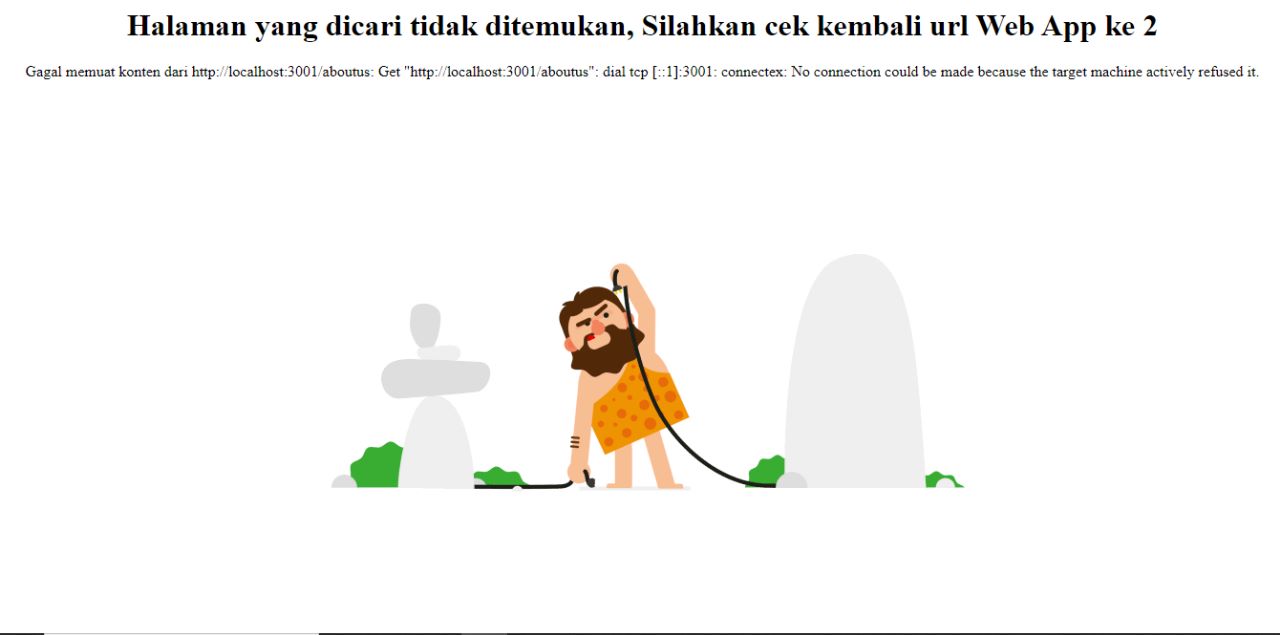 Halaman yang dicari tidak ditemukan, Silahkan cek kembali url Web App ke 2
Gagal memuat konten dari http://localhost:3001/aboutus: Get "http://localhost:3001/aboutus": dial tcp [::1]:3001: connectex: No connection could be made because the target machine actively refused it.